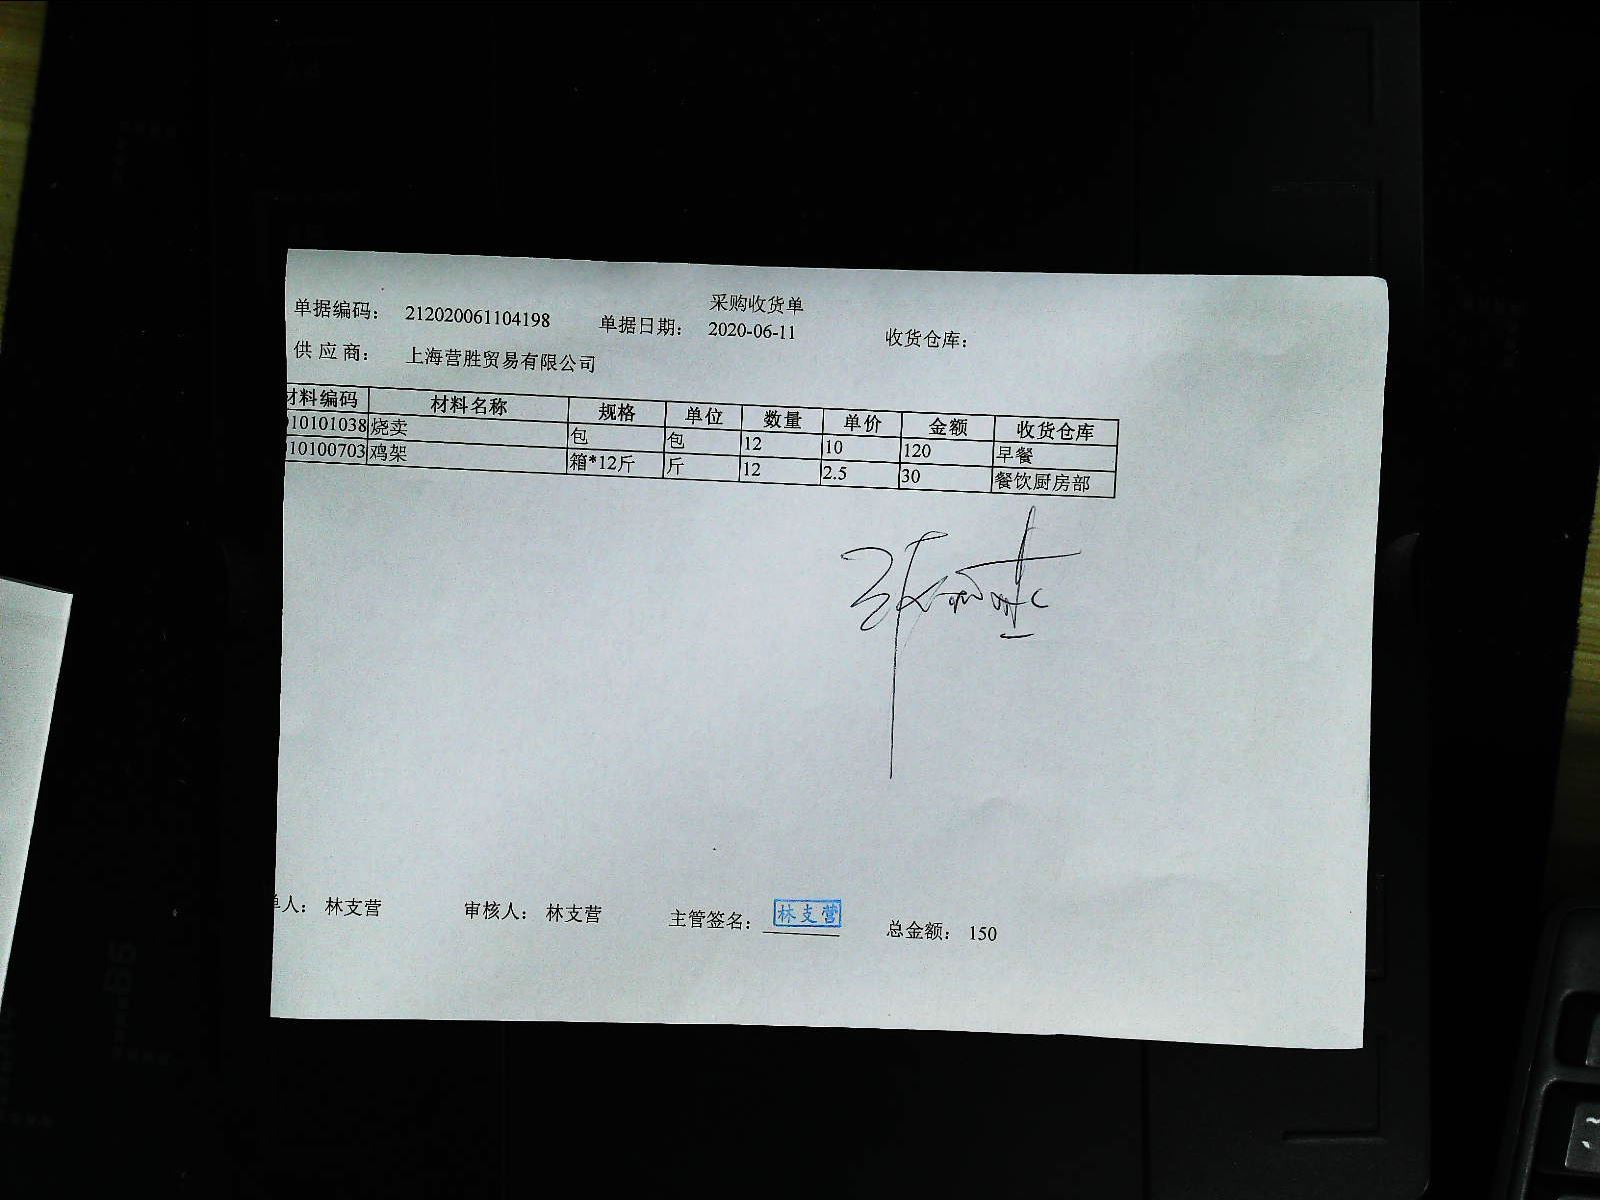 采购收货单
单据编码： 212020061104198 单据日期： 2020-06-11 收货仓库：
供应商： 上海营胜贸易有限公司
材料编码 材料名称 规格 单位 数量 单价 金额 收货仓库
010101038 烧卖 包 包 12 10 120 早餐
010100703 鸡架 箱*12斤 斤 12 2.5 30 餐饮厨房部
单人： 林支营 审核人： 林支营 主管签名： 林支营 总金额： 150